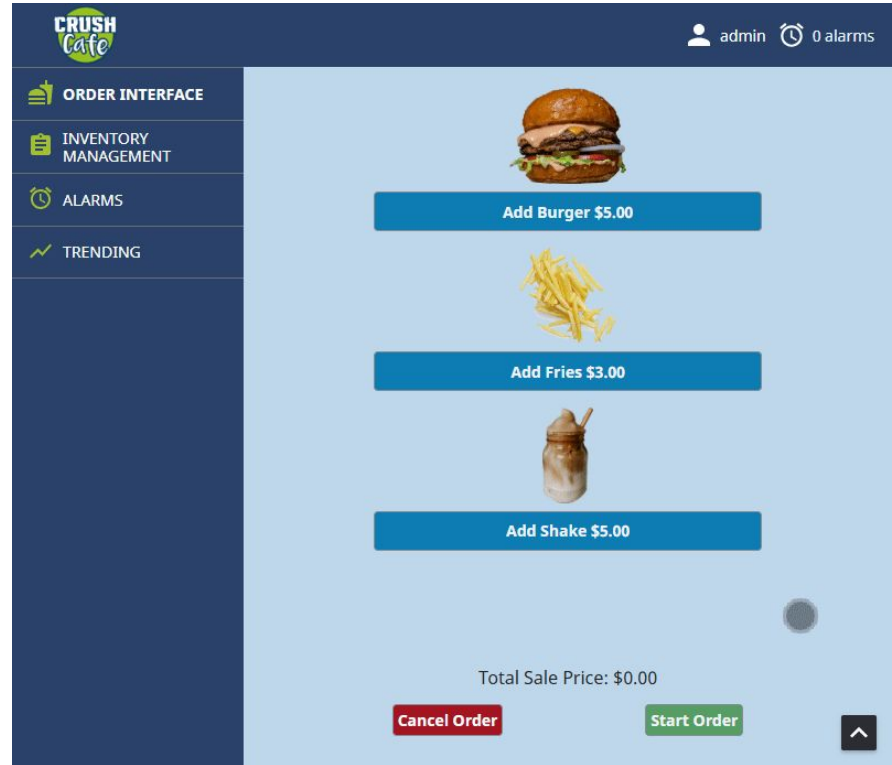 CRUSH
Cafe
admin
0 alarms
ORDER INTERFACE
INVENTORY
MANAGEMENT
ALARMS
TRENDING
Add Burger $5.00
Add Fries $3.00
Add Shake $5.00
Total Sale Price: $0.00
Cancel Order
Start Order